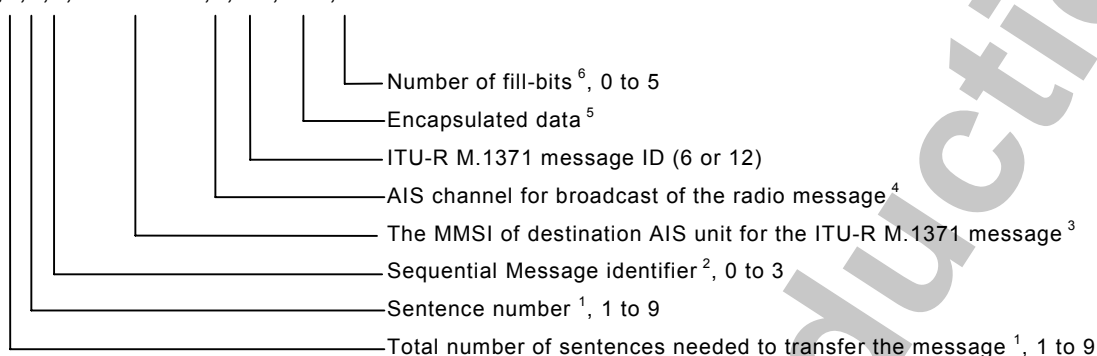 Number of fill-bits ⁶, 0 to 5
Encapsulated data ⁵
ITU-R M.1371 message ID (6 or 12)
AIS channel for broadcast of the radio message ⁴
The MMSI of destination AIS unit for the ITU-R M.1371 message ³
Sequential Message identifier ², 0 to 3
Sentence number ¹, 1 to 9
Total number of sentences needed to transfer the message ¹, 1 to 9